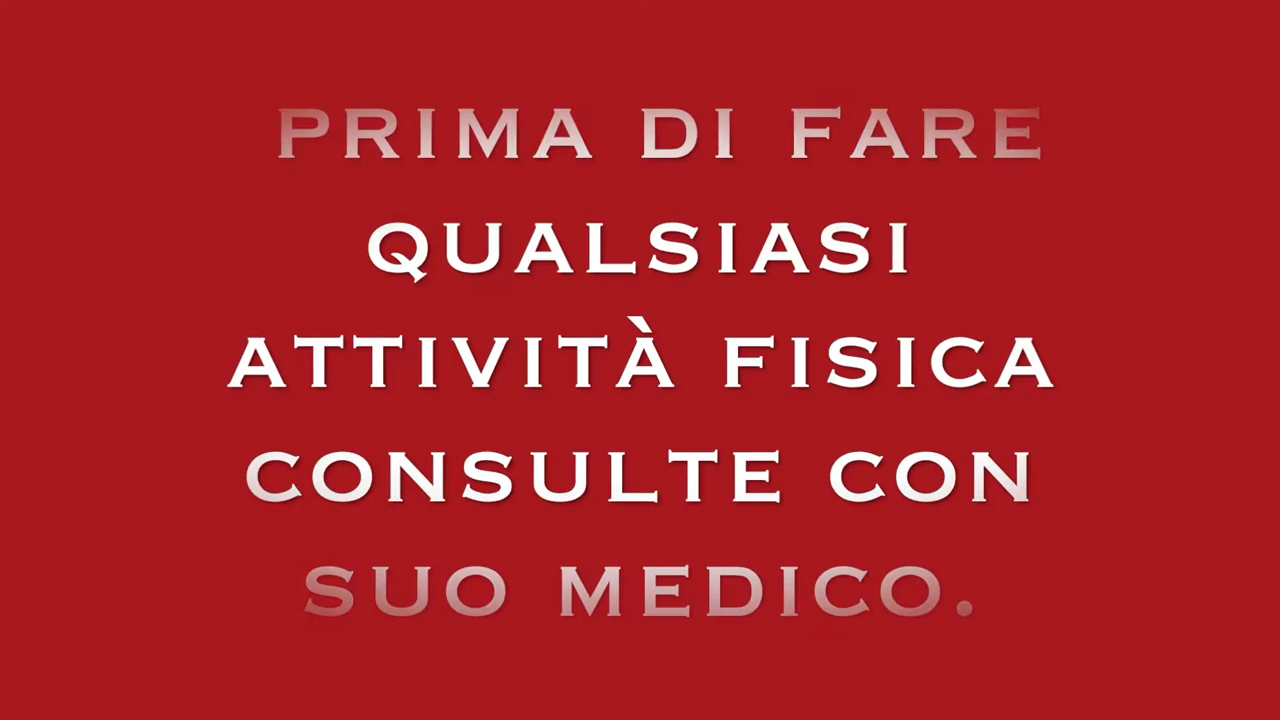 PRIMA DI FARE
QUALSIASI
ATTIVITÀ FISICA
CONSULTE CON
SUO MEDICO.